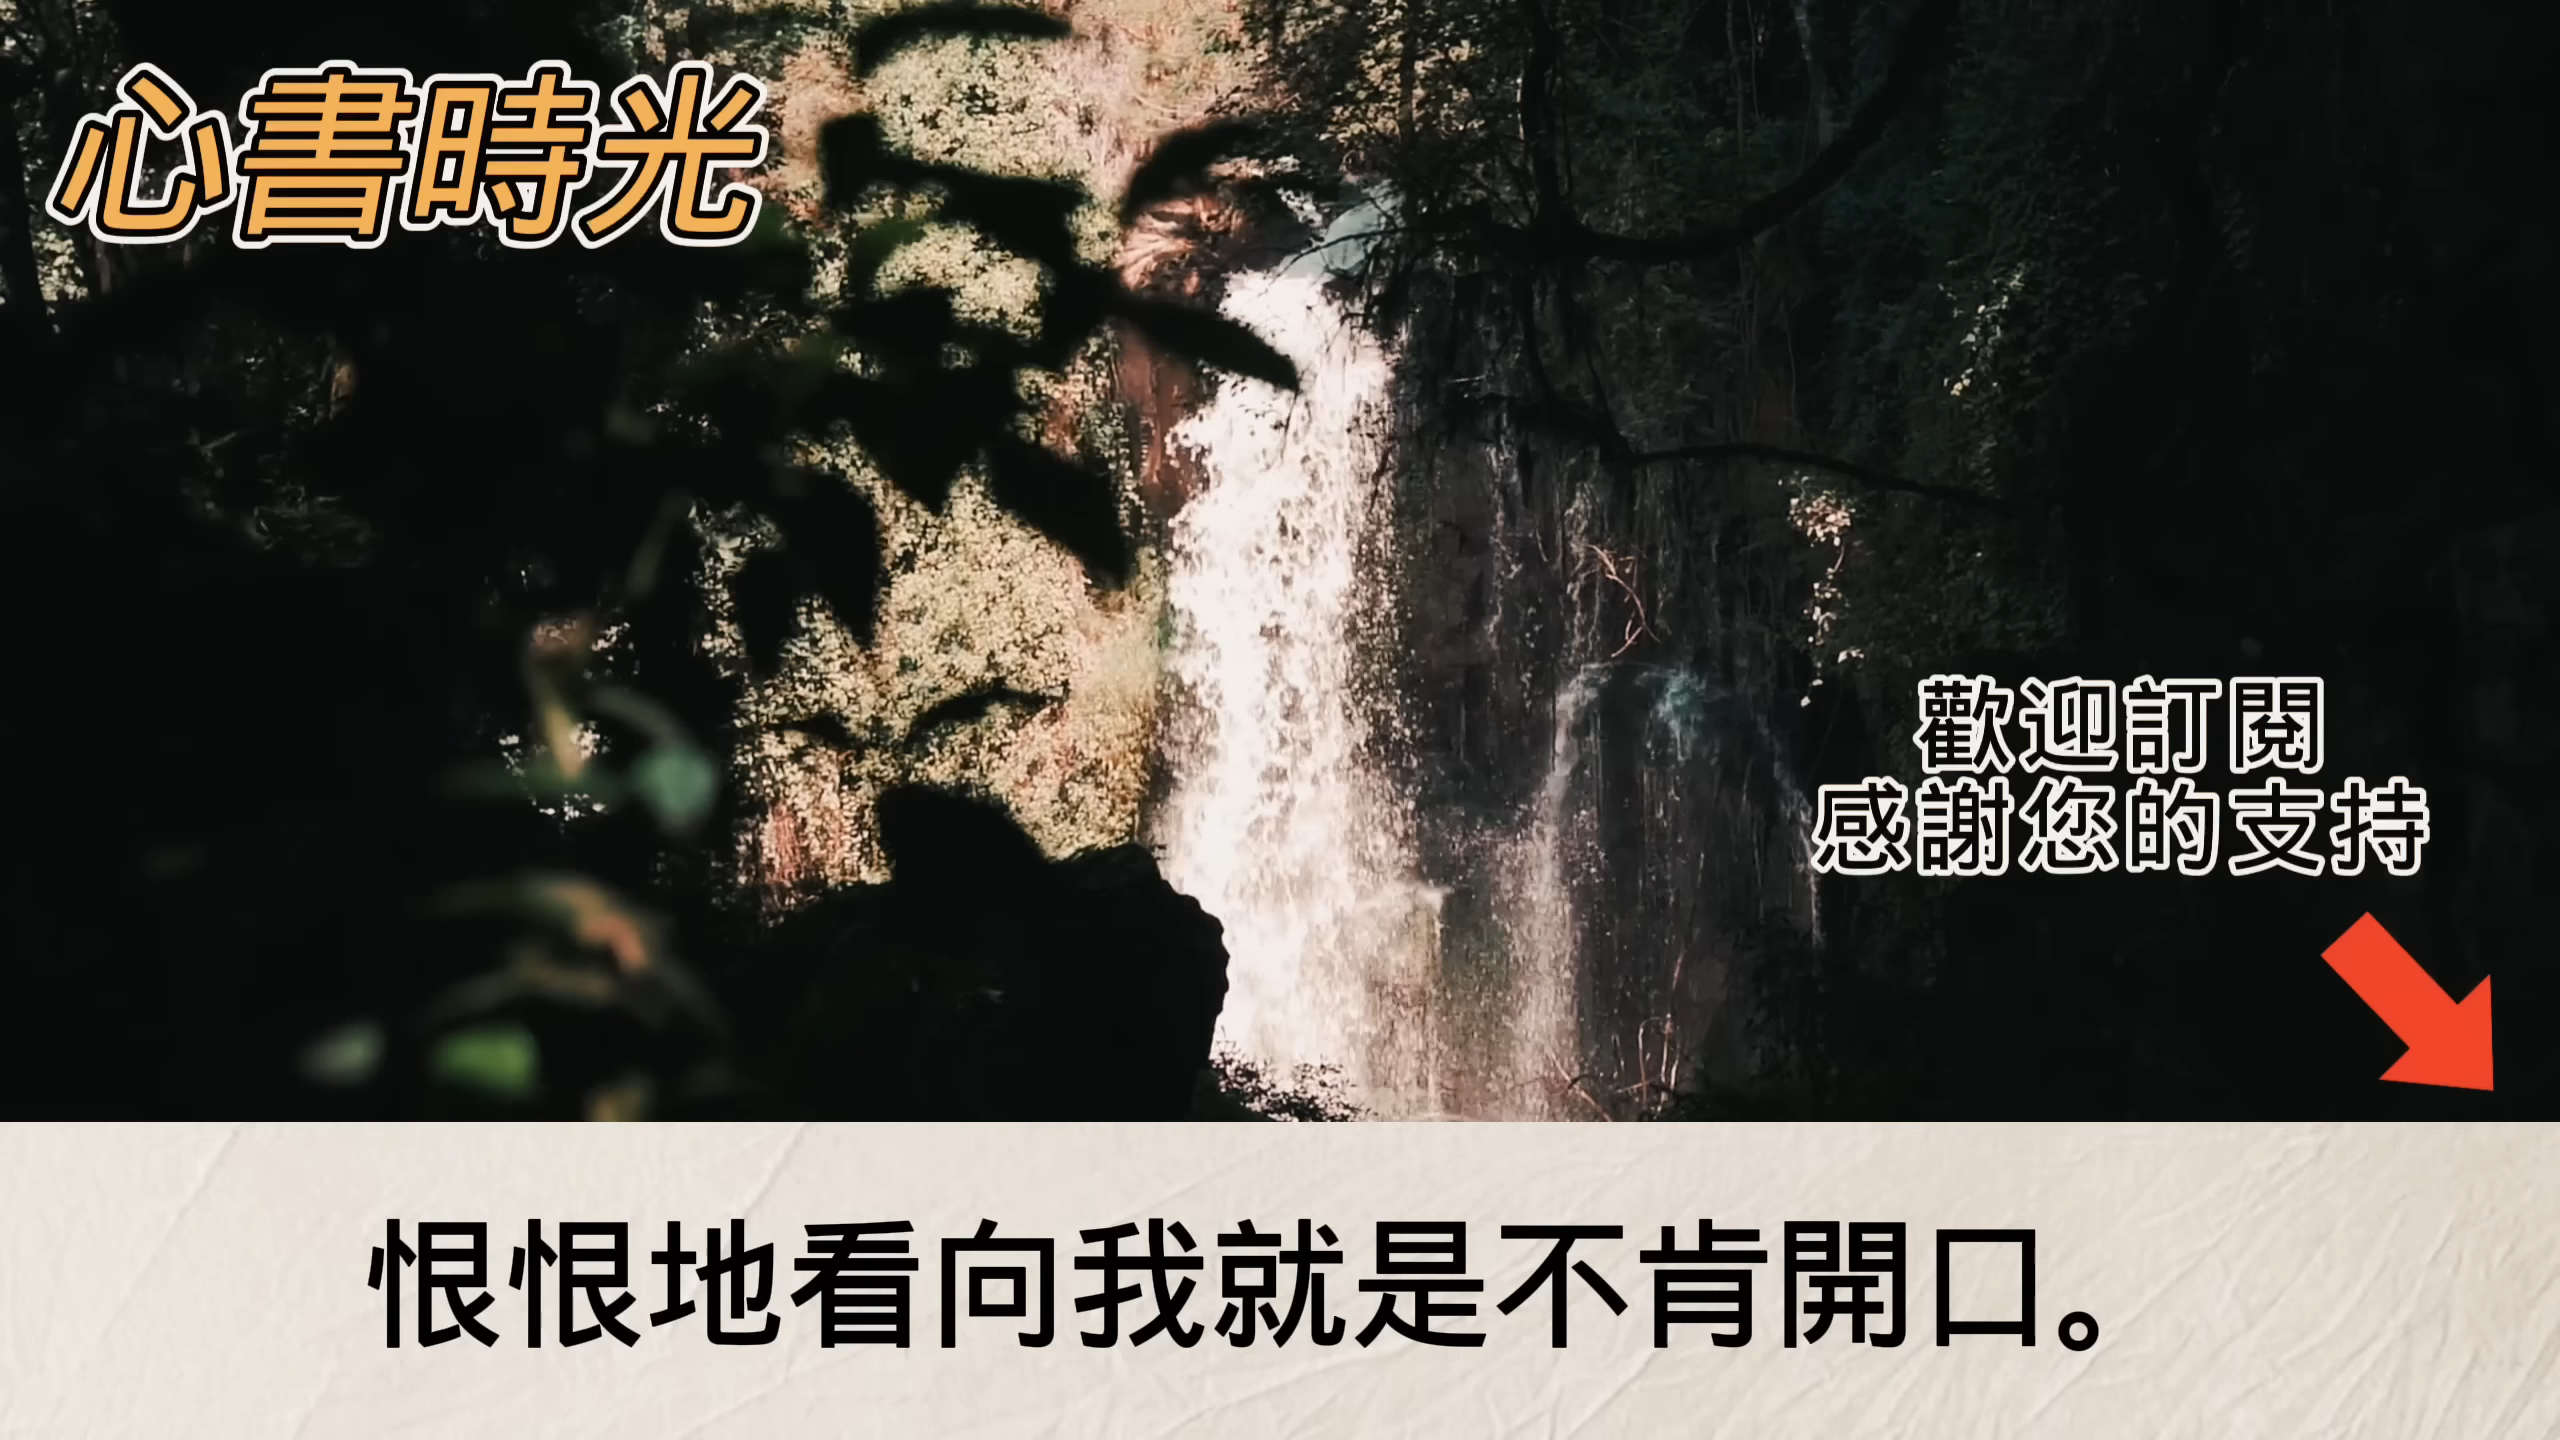 心書時光
歡迎訂閱
感謝您的支持
恨恨地看向我就是不肯開口。